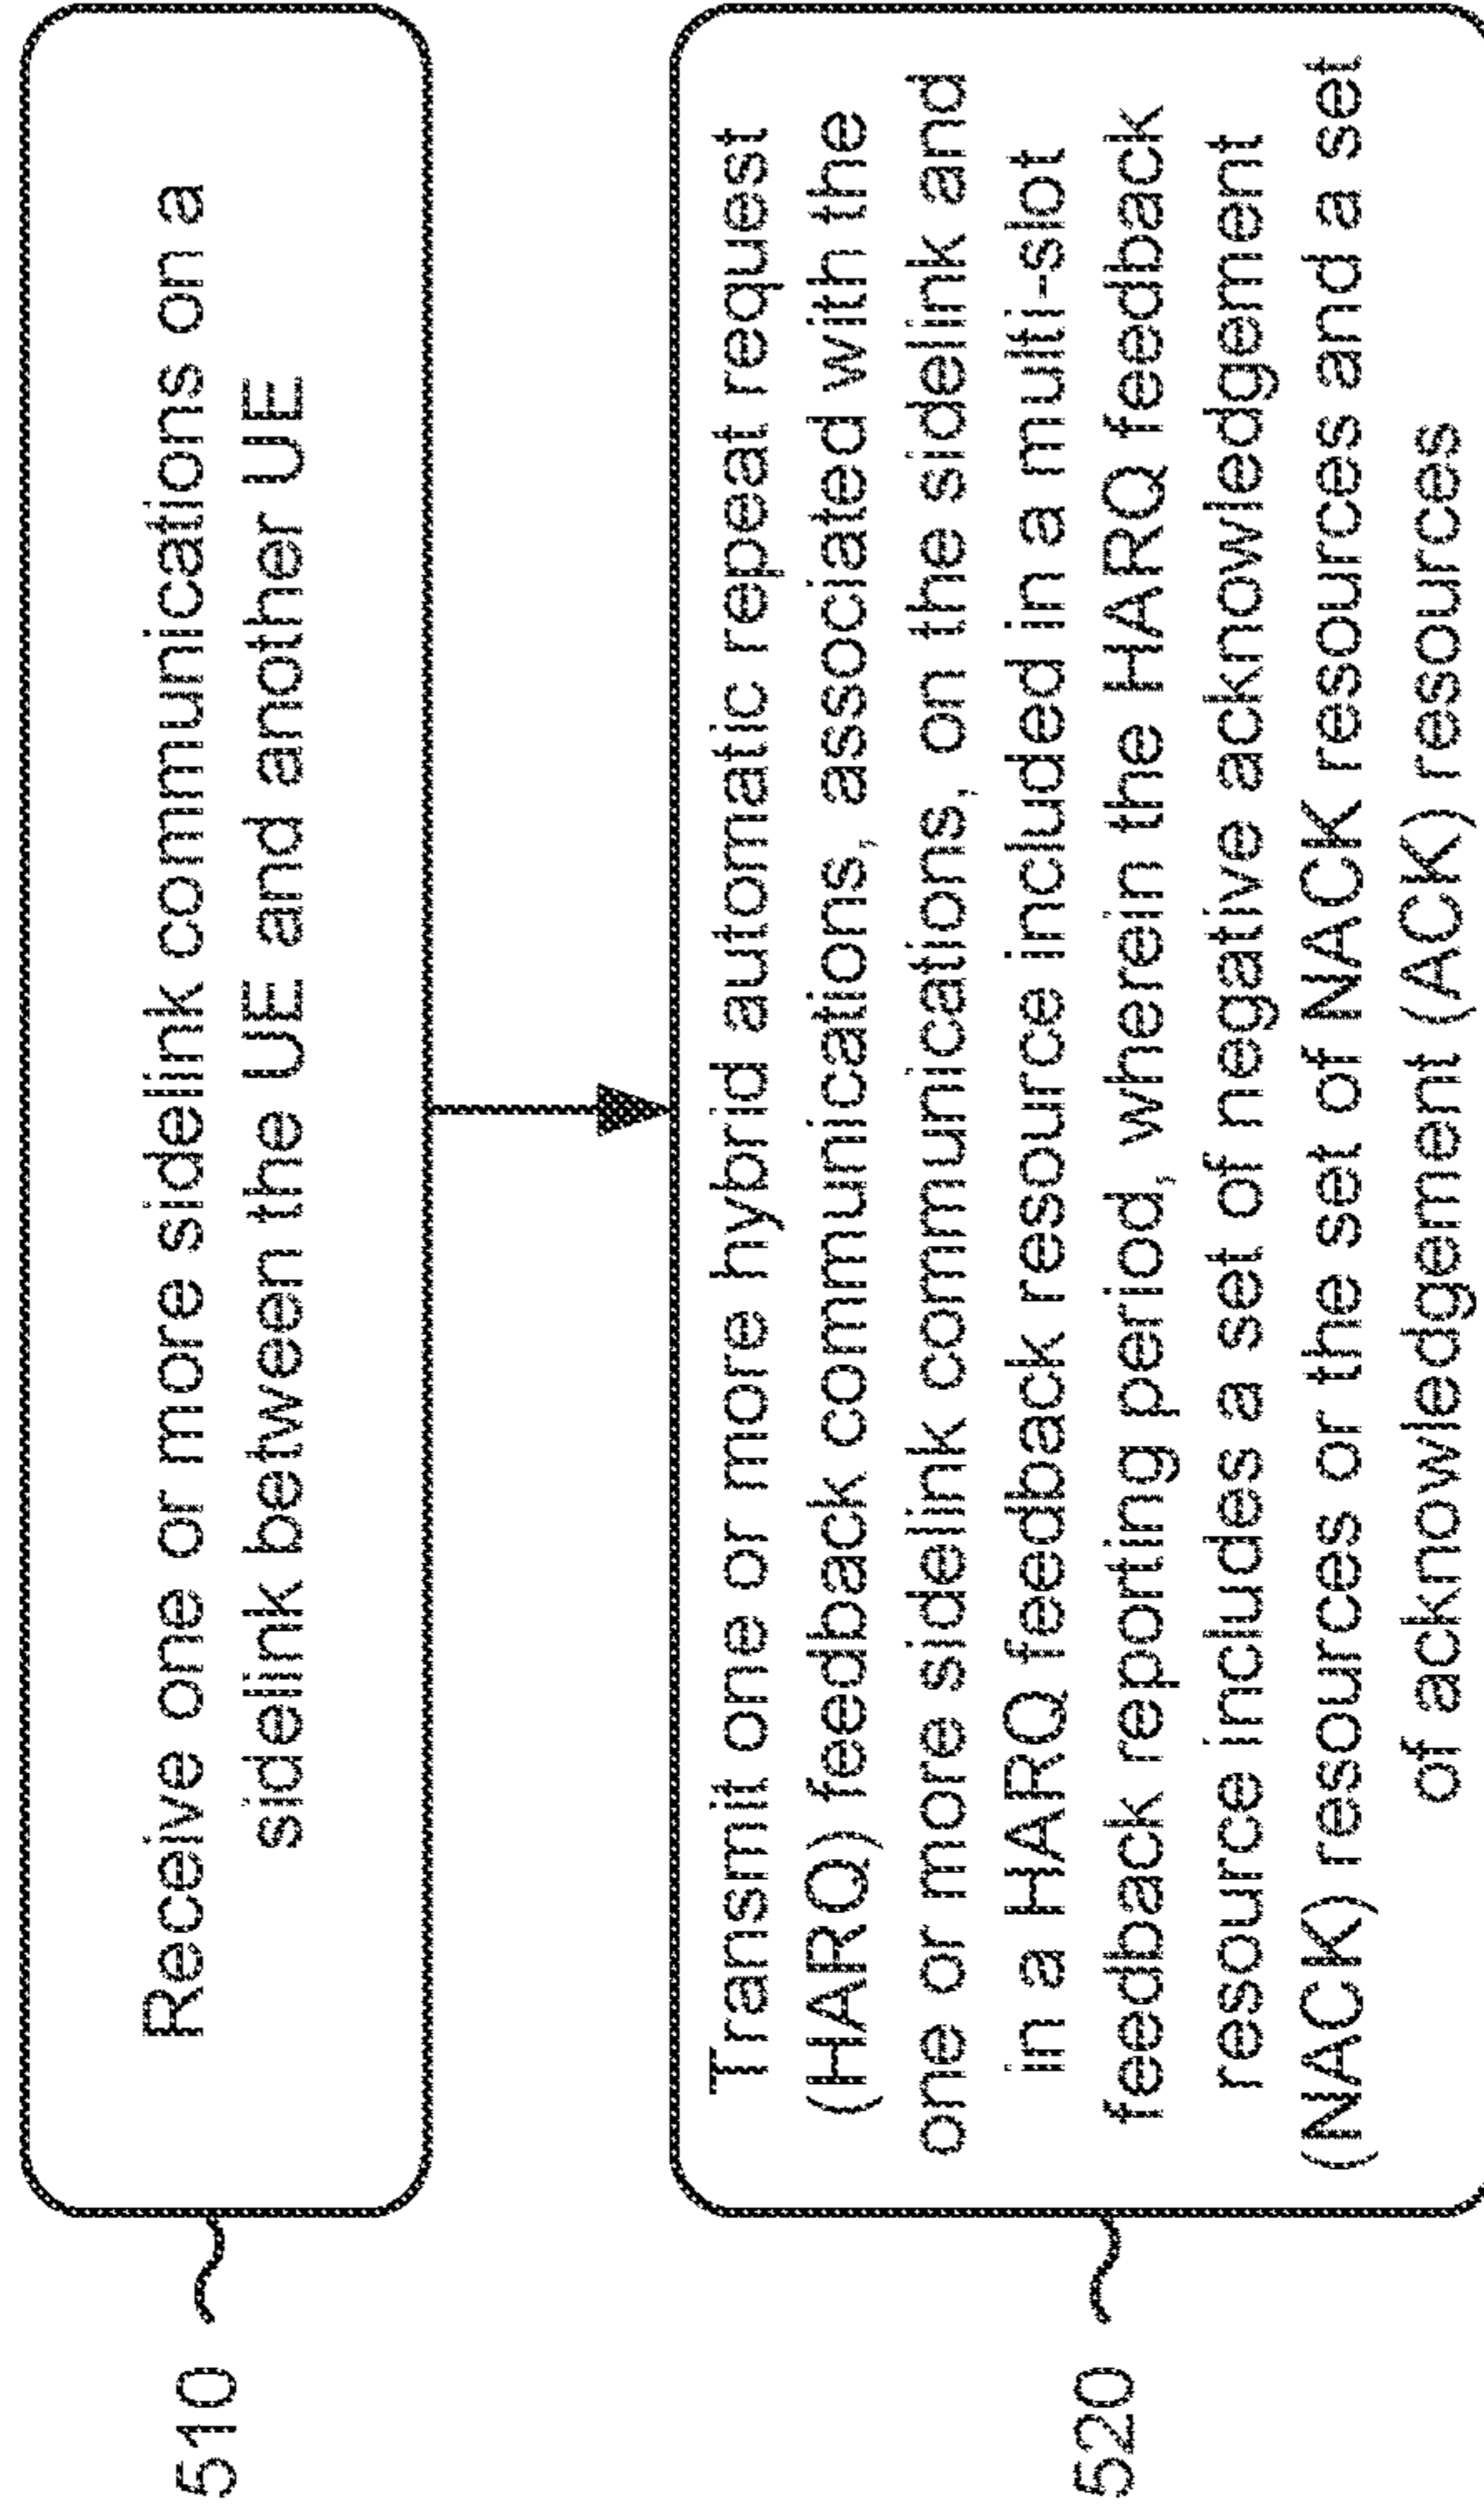 510
Receive one or more sidelink communications on a
sidelink between the UE and another UE
520
Transmit one or more hybrid automatic repeat request
(HARQ) feedback communications, associated with the
one or more sidelink communications, on the sidelink and
in a HARQ feedback resource included in a multi-slot
feedback reporting period, wherein the HARQ feedback
resource includes a set of negative acknowledgement
(NACK) resources or the set of NACK resources and a set
of acknowledgement (ACK) resources